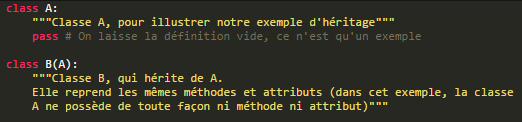 class A:
    """Classe A, pour illustrer notre exemple d'héritage"""
    pass # On laisse la définition vide, ce n'est qu'un exemple

class B(A):
    """Classe B, qui hérite de A.
    Elle reprend les mêmes méthodes et attributs (dans cet exemple, la classe
    A ne possède de toute façon ni méthode ni attribut)"""